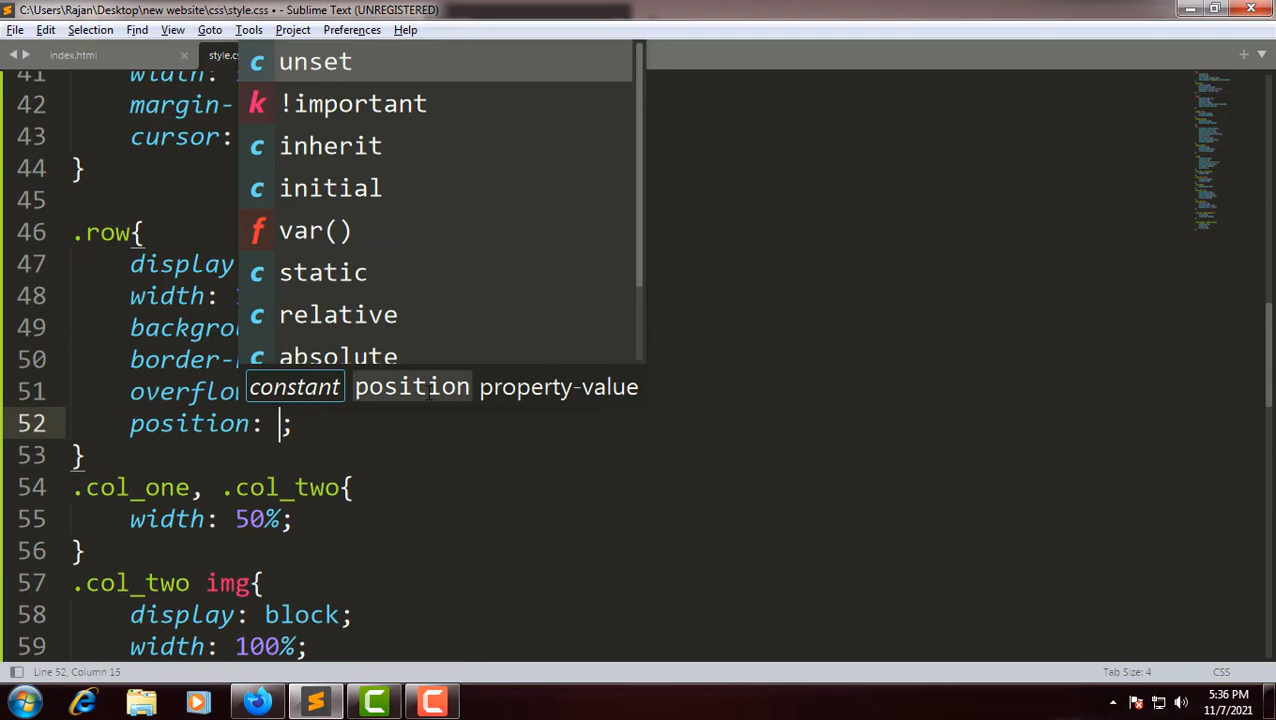 C:\Users\Rajan\Desktop\new website\css\style.css • - Sublime Text (UNREGISTERED)
File Edit Selection Find View Goto Tools Project Preferences Help
index.html style.cs
41 width:
42 margin-
43 cursor:
44 }
45
46 .row{
47 display
48 width:
49 backgrou
50 border-
51 overflow
52 position: ;
53 }
54 .col_one, .col_two{
55 width: 50%;
56 }
57 .col_two img{
58 display: block;
59 width: 100%;
c unset
k !important
c inherit
c initial
f var()
c static
c relative
c absolute
constant position property-value
Line 52, Column 15
Tab Size: 4 CSS
5:36 PM
11/7/2021